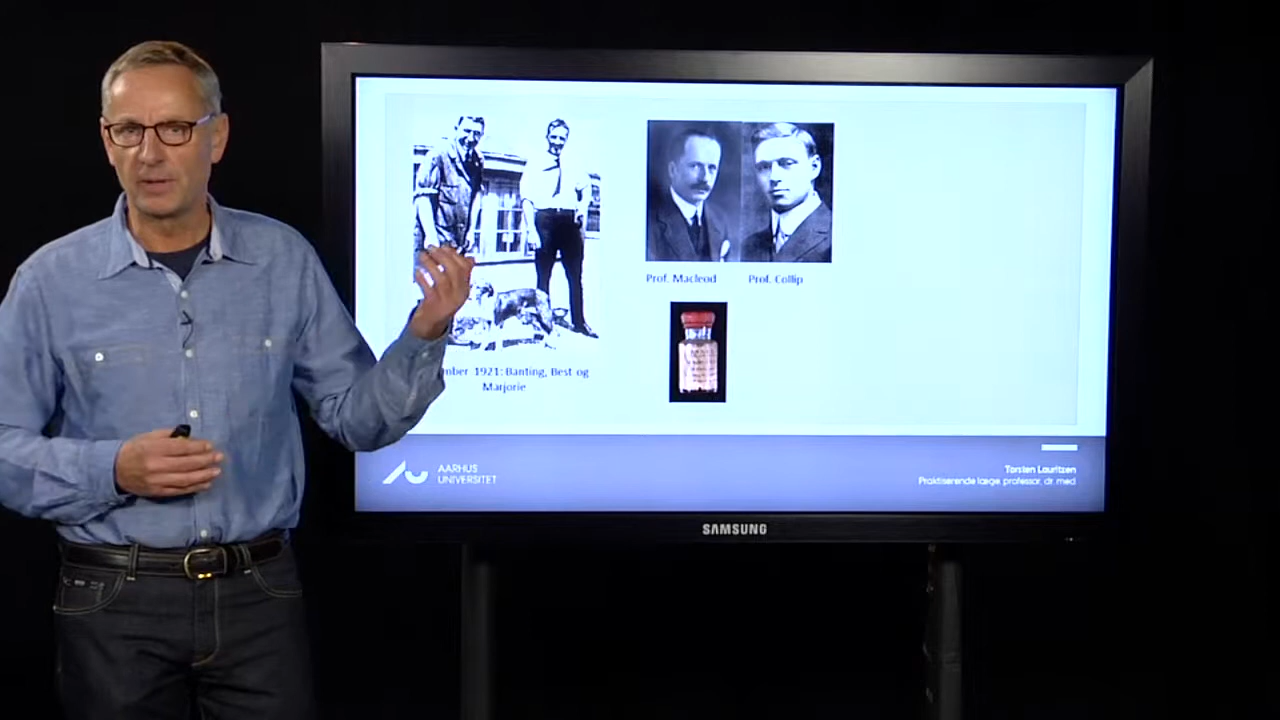 Prof. Macleod
Prof. Collip
mber 1921: Banting, Best og
Marjorie
AARHUS
UNIVERSITET
Torsten Lauritzen
Praktiserende læge, professor, dr. med
SAMSUNG